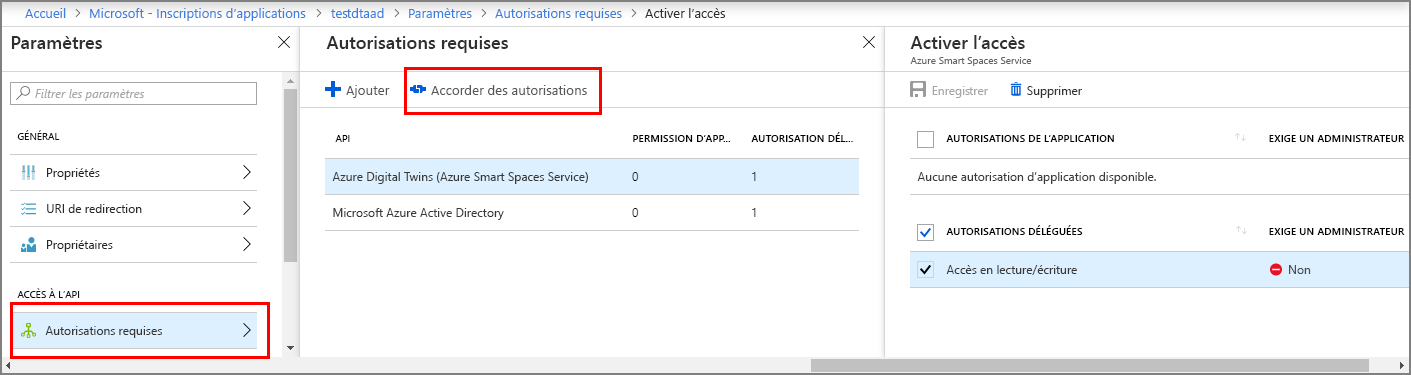 Accueil > Microsoft - Inscriptions d'applications > testdtaad > Paramètres > Autorisations requises > Activer l'accès
Paramètres
Filtrer les paramètres
GÉNÉRAL
Propriétés
URI de redirection
Propriétaires
ACCÈS À L'API
Autorisations requises
Autorisations requises
Ajouter
Accorder des autorisations
API PERMISSION D'APP... AUTORISATION DÉL...
Azure Digital Twins (Azure Smart Spaces Service) 0 1
Microsoft Azure Active Directory 0 1
Activer l'accès
Azure Smart Spaces Service
Enregistrer Supprimer
AUTORISATIONS DE L'APPLICATION EXIGE UN ADMINISTRATEUR
Aucune autorisation d'application disponible.
AUTORISATIONS DÉLÉGUÉES EXIGE UN ADMINISTRATEUR
Accès en lecture/écriture Non